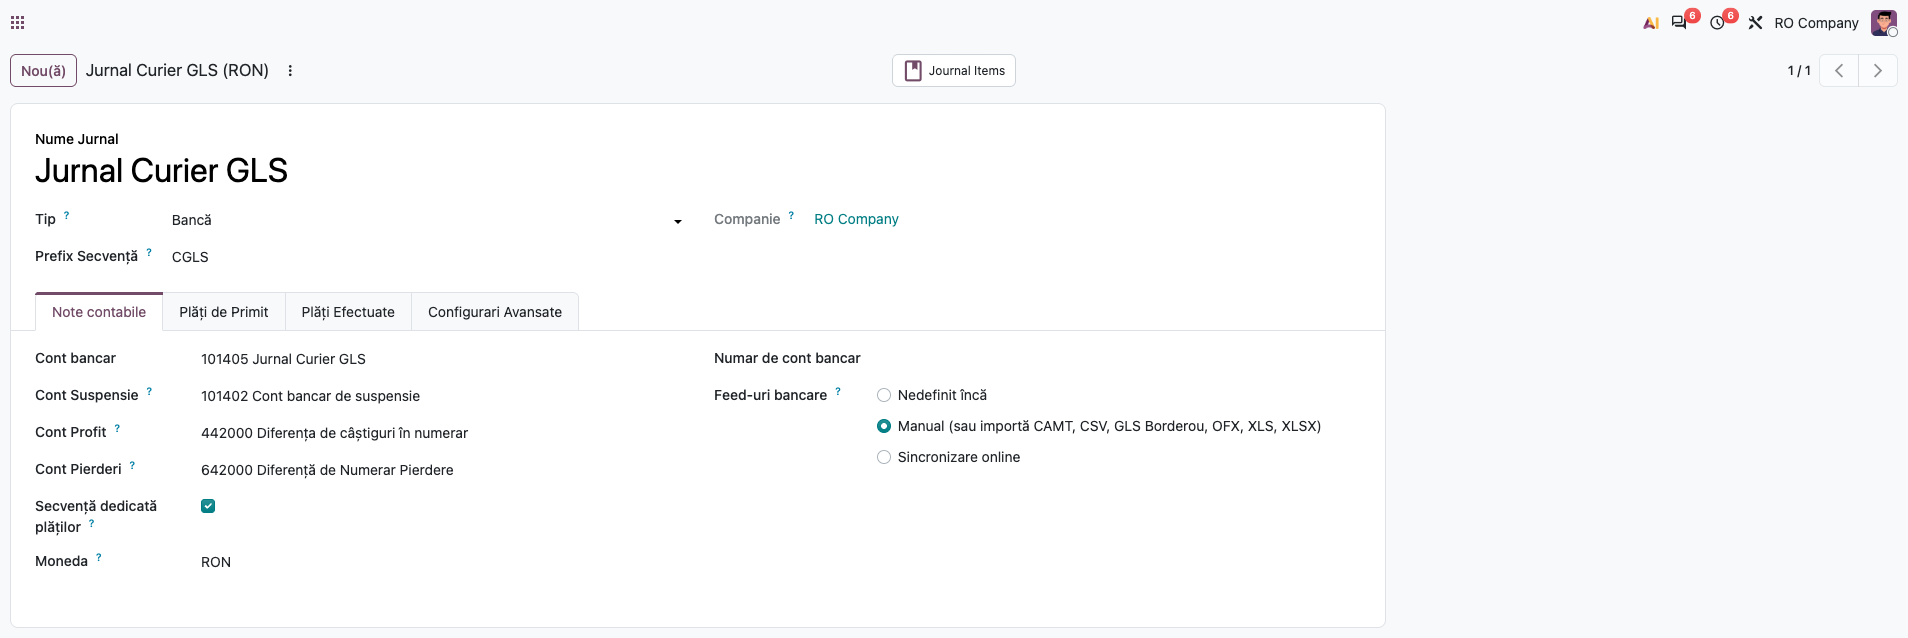 AI
6
6
RO Company
Nou(ă)
Jurnal Curier GLS (RON)
Journal Items
1 / 1
Nume Jurnal
Jurnal Curier GLS
Tip ?
Bancă
Companie ?
RO Company
Prefix Secvență ?
CGLS
Note contabile
Plăți de Primit
Plăți Efectuate
Configurari Avansate
Cont bancar
101405 Jurnal Curier GLS
Numar de cont bancar
Cont Suspensie ?
101402 Cont bancar de suspensie
Feed-uri bancare ?
Nedefinit încă
Manual (sau importă CAMT, CSV, GLS Borderou, OFX, XLS, XLSX)
Sincronizare online
Cont Profit ?
442000 Diferența de câștiguri în numerar
Cont Pierderi ?
642000 Diferență de Numerar Pierdere
Secvență dedicată
plăților ?
Moneda ?
RON